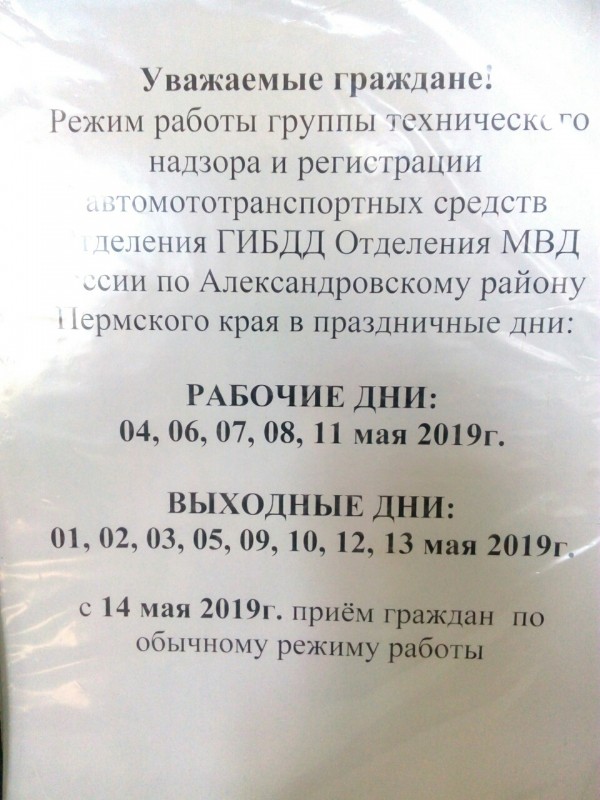 Уважаемые граждане!
Режим работы группы технического
надзора и регистрации
автомототранспортных средств
отделения ГИБДД Отделения МВД
России по Александровскому району
Пермского края в праздничные дни:
РАБОЧИЕ ДНИ:
04, 06, 07, 08, 11 мая 2019г.
ВЫХОДНЫЕ ДНИ:
01, 02, 03, 05, 09, 10, 12, 13 мая 2019г.
с 14 мая 2019г. приём граждан по
обычному режиму работы